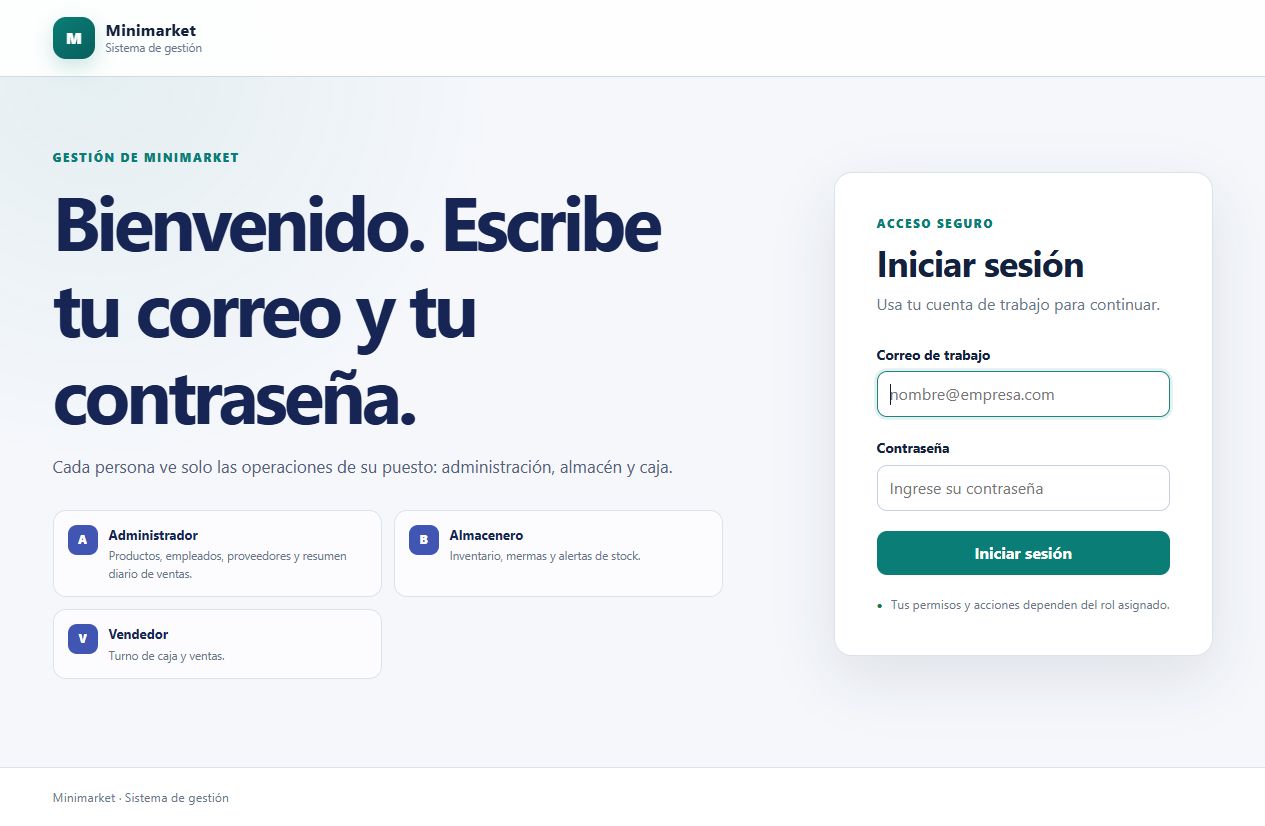 M
Minimarket
Sistema de gestión
GESTIÓN DE MINIMARKET
Bienvenido. Escribe
tu correo y tu
contraseña.
Cada persona ve solo las operaciones de su puesto: administración, almacén y caja.
A
Administrador
Productos, empleados, proveedores y resumen
diario de ventas.
B
Almacenero
Inventario, mermas y alertas de stock.
V
Vendedor
Turno de caja y ventas.
ACCESO SEGURO
Iniciar sesión
Usa tu cuenta de trabajo para continuar.
Correo de trabajo
nombre@empresa.com
Contraseña
Ingrese su contraseña
Iniciar sesión
• Tus permisos y acciones dependen del rol asignado.
Minimarket · Sistema de gestión